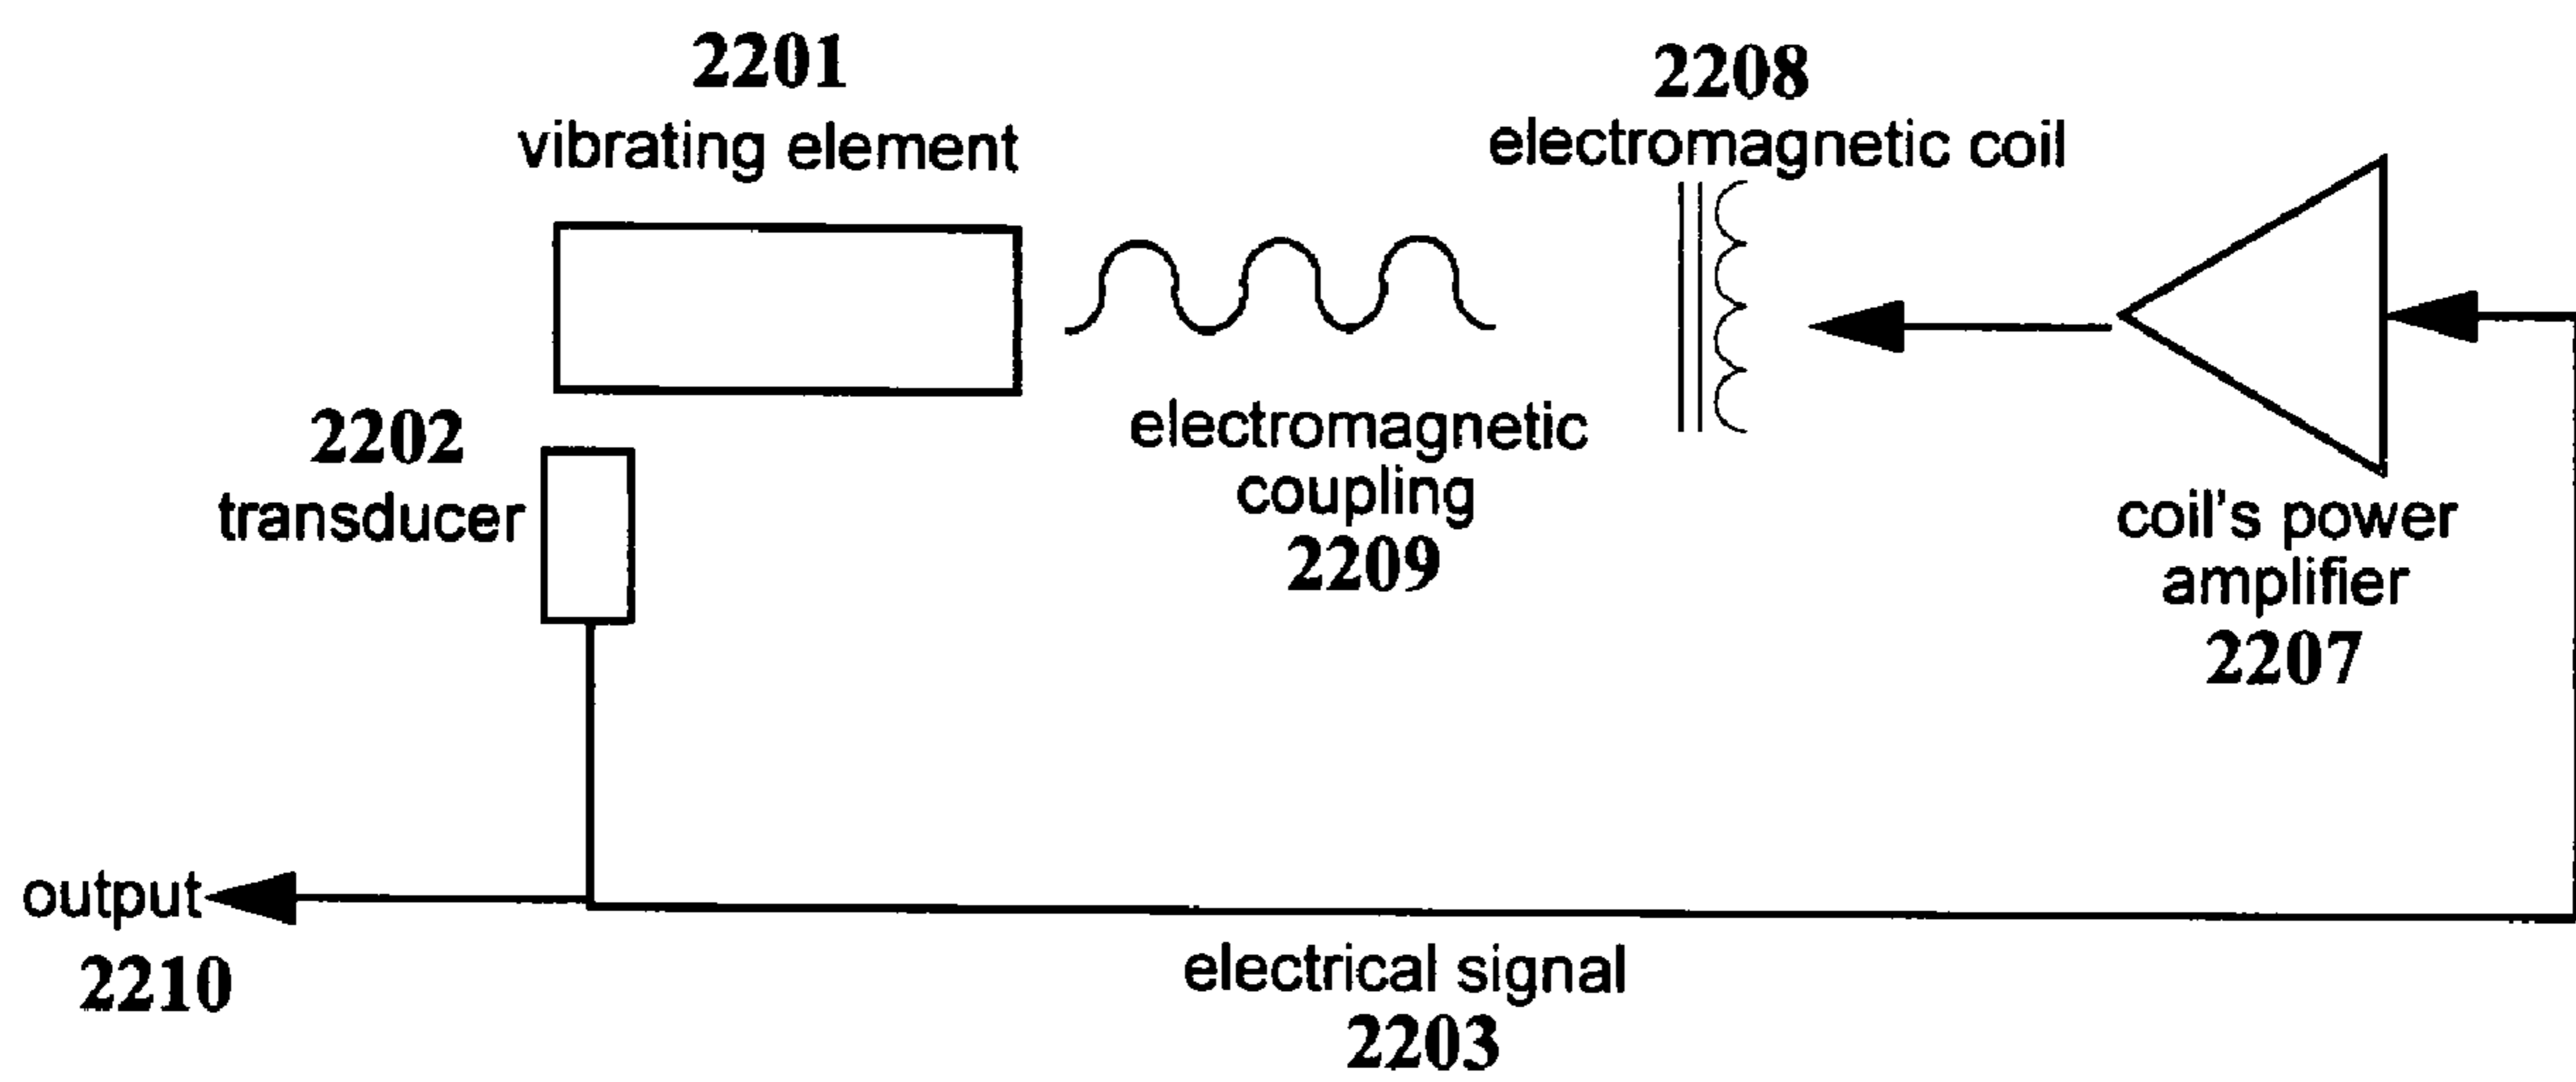 2201
vibrating element
2208
electromagnetic coil
2202
transducer
electromagnetic
coupling
2209
coil's power
amplifier
2207
output
2210
electrical signal
2203